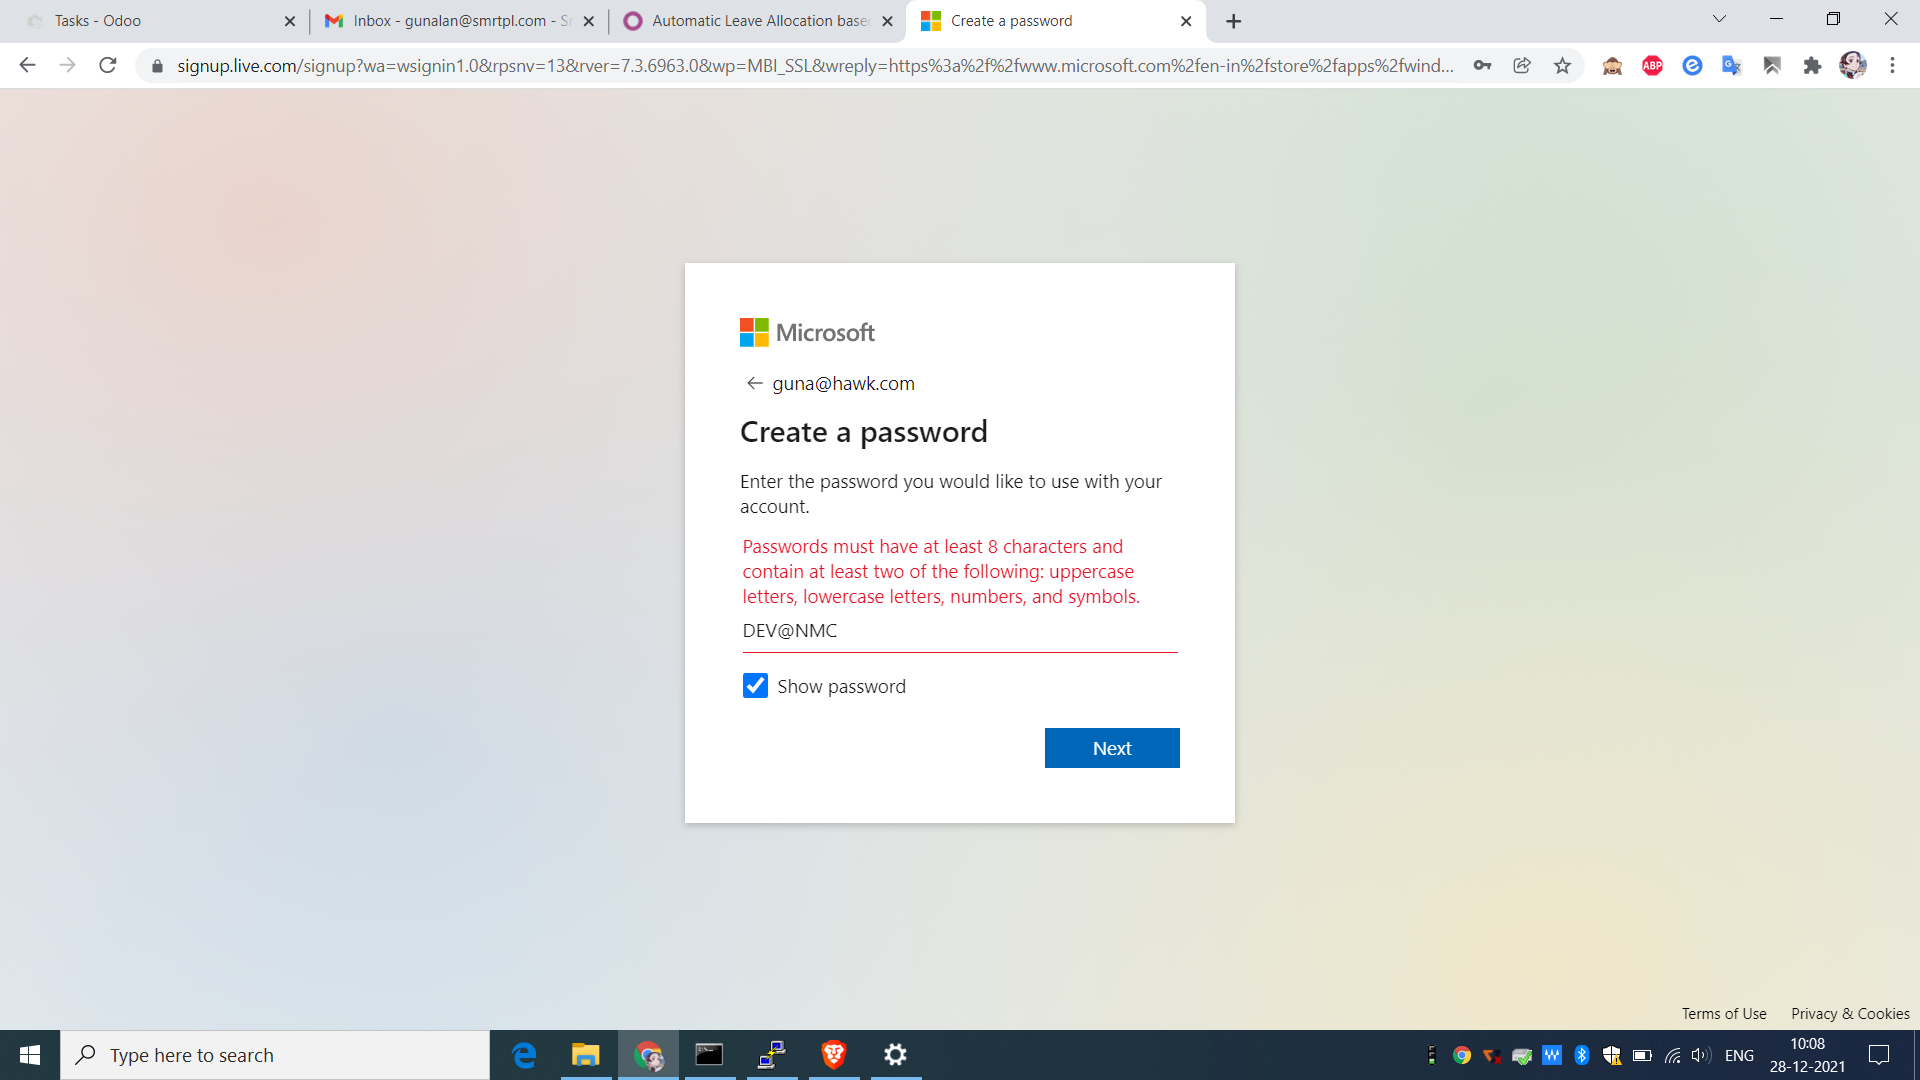 Tasks - Odoo
Inbox - gunalan@smrtpl.com - S
Automatic Leave Allocation base
Create a password
signup.live.com/signup?wa=wsignin1.0&rpsnv=13&rver=7.3.6963.0&wp=MBI_SSL&wreply=https%3a%2f%2fwww.microsoft.com%2fen-in%2fstore%2fapps%2fwind...
ABP
Microsoft
guna@hawk.com
Create a password
Enter the password you would like to use with your
account.
Passwords must have at least 8 characters and
contain at least two of the following: uppercase
letters, lowercase letters, numbers, and symbols.
DEV@NMC
Show password
Next
Terms of Use
Privacy & Cookies
Type here to search
ENG
10:08
28-12-2021